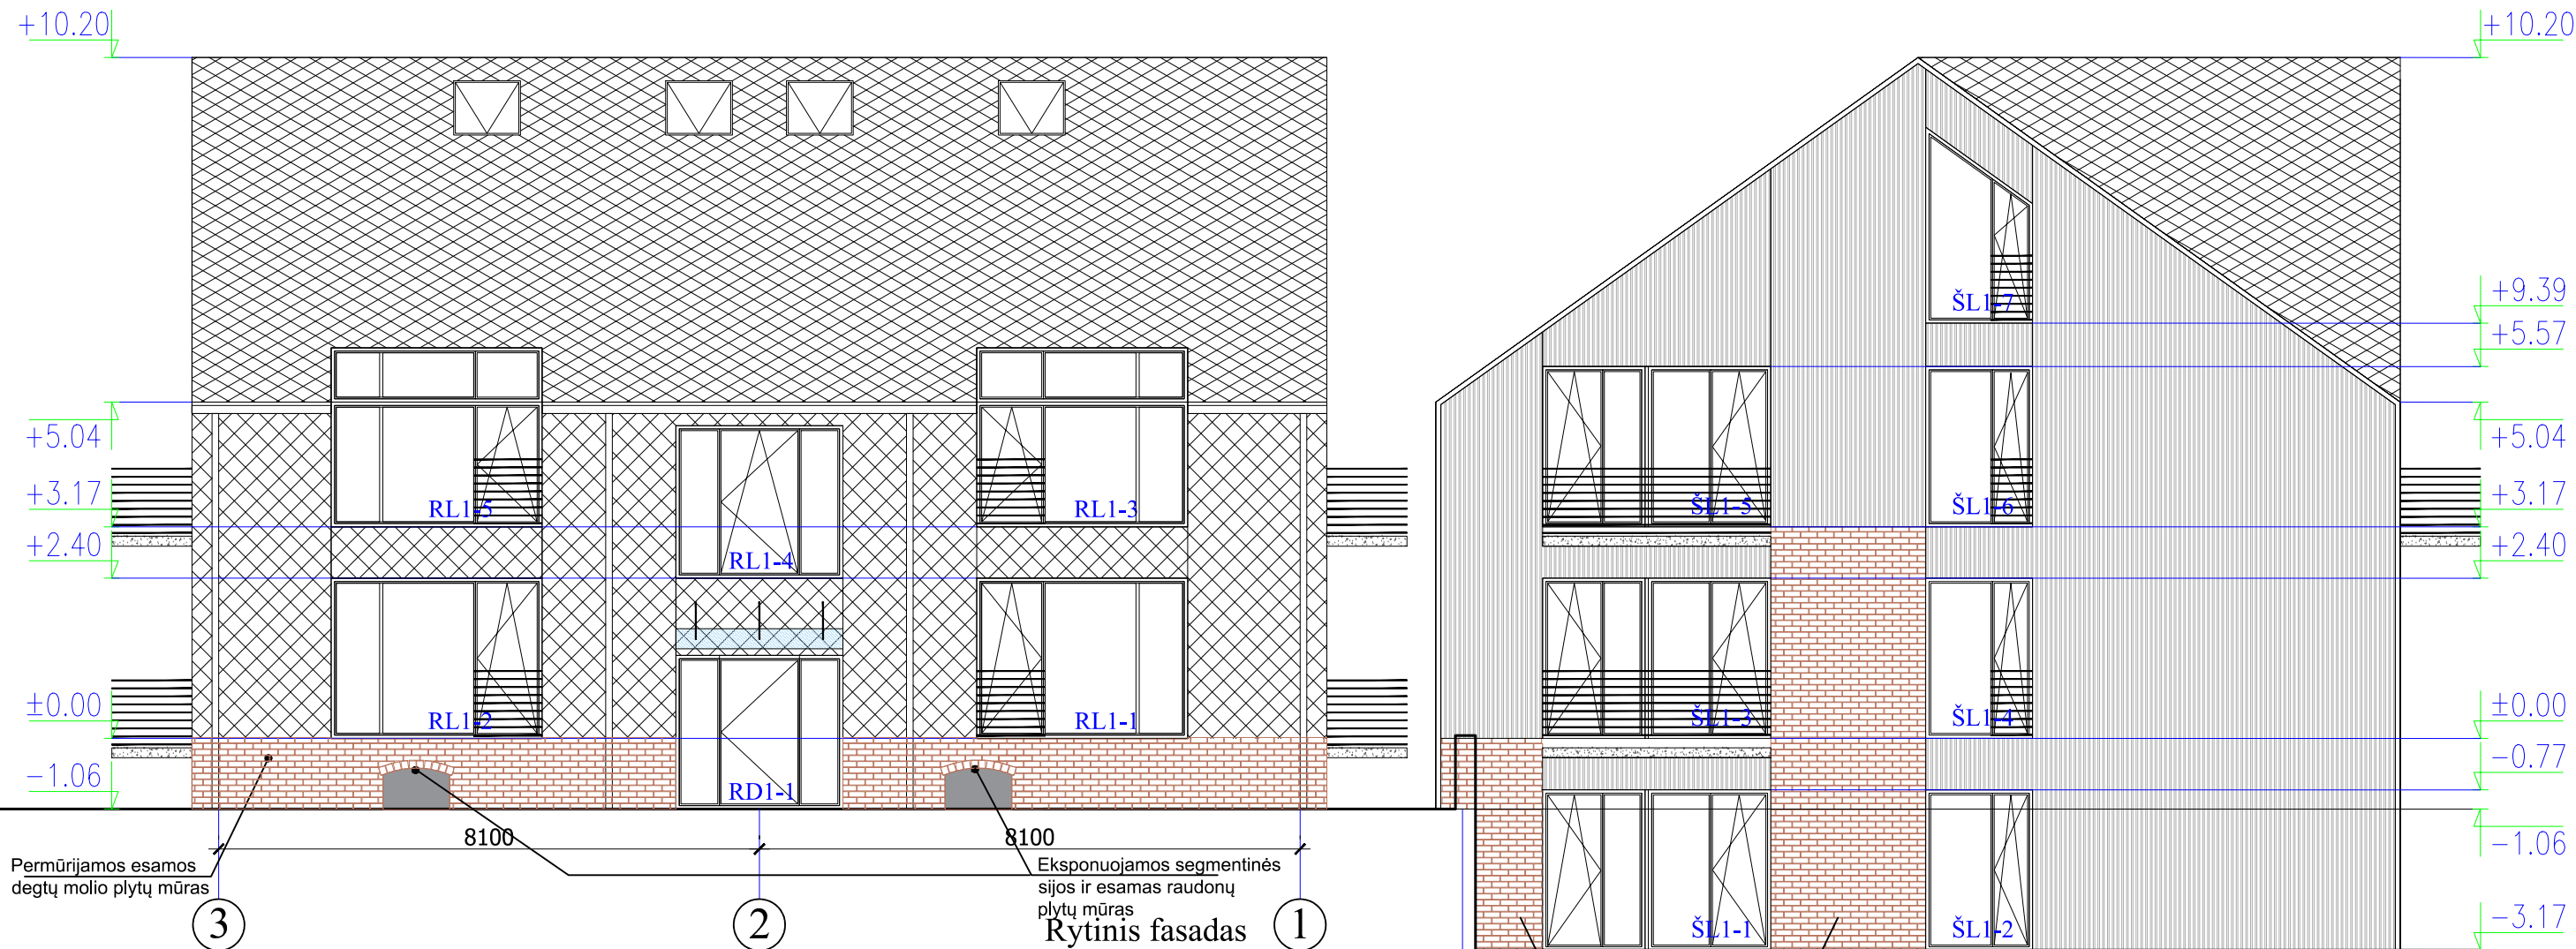 +10.20
+10.20
ŠL1-7
+9.39
+5.57
+5.04
+5.04
+3.17
RL1-5
RL1-3
ŠL1-5
ŠL1-6
+3.17
+2.40
RL1-4
+2.40
±0.00
RL1-2
RL1-1
ŠL1-3
ŠL1-4
±0.00
-0.77
-1.06
RD1-1
-1.06
8100
8100
Permūrijamos esamos
degtų molio plytų mūras
Eksponuojamos segmentinės
sijos ir esamas raudonų
plytų mūras
3
2
Rytinis fasadas
1
ŠL1-1
ŠL1-2
-3.17